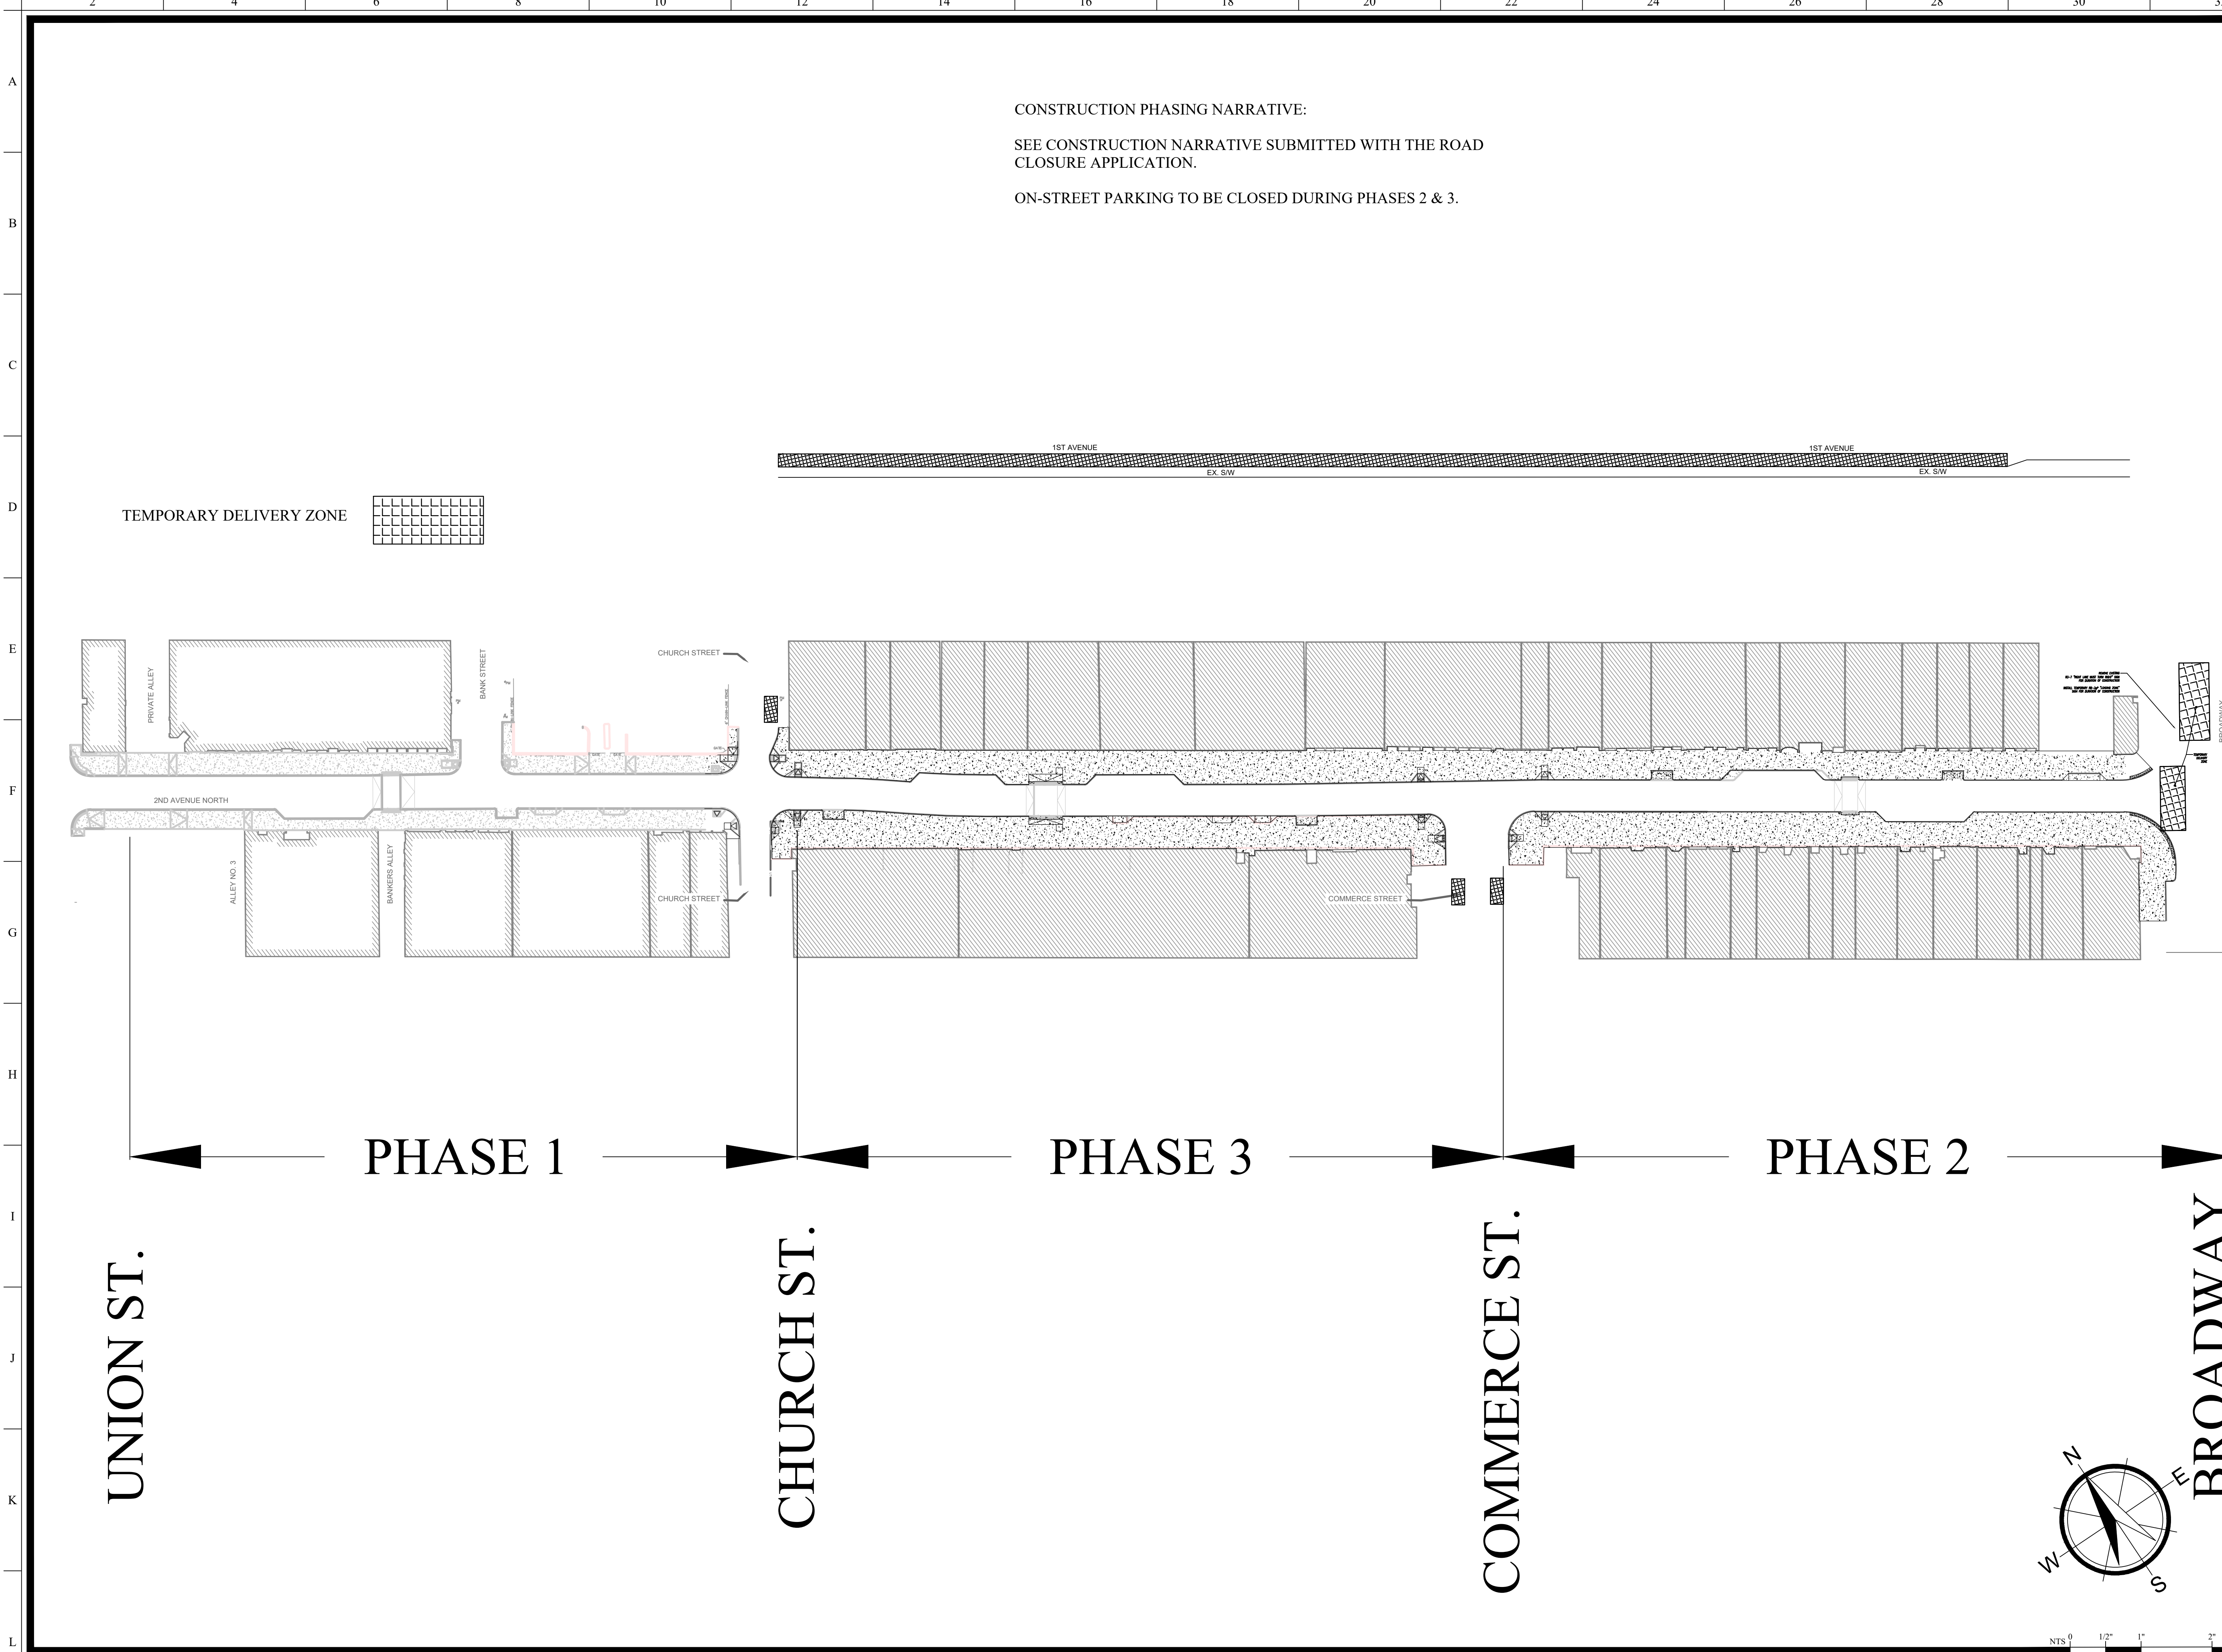 2 4 6 8 10 12 14 16 18 20 22 24 26 28 30
A
B
C
D
E
F
G
H
I
J
K
L
CONSTRUCTION PHASING NARRATIVE:
SEE CONSTRUCTION NARRATIVE SUBMITTED WITH THE ROAD
CLOSURE APPLICATION.
ON-STREET PARKING TO BE CLOSED DURING PHASES 2 & 3.
1ST AVENUE
1ST AVENUE
EX. S/W
EX. S/W
TEMPORARY DELIVERY ZONE
PRIVATE ALLEY
BANK STREET
CHURCH STREET
BROADWAY
TEMPORARY
DELIVERY
ZONE
2ND AVENUE NORTH
ALLEY NO. 3
BANKERS ALLEY
CHURCH STREET
COMMERCE STREET
PHASE 1
PHASE 3
PHASE 2
UNION ST.
CHURCH ST.
COMMERCE ST.
BROADWAY
N
E
W
S
NTS 0 1/2" 1" 2"